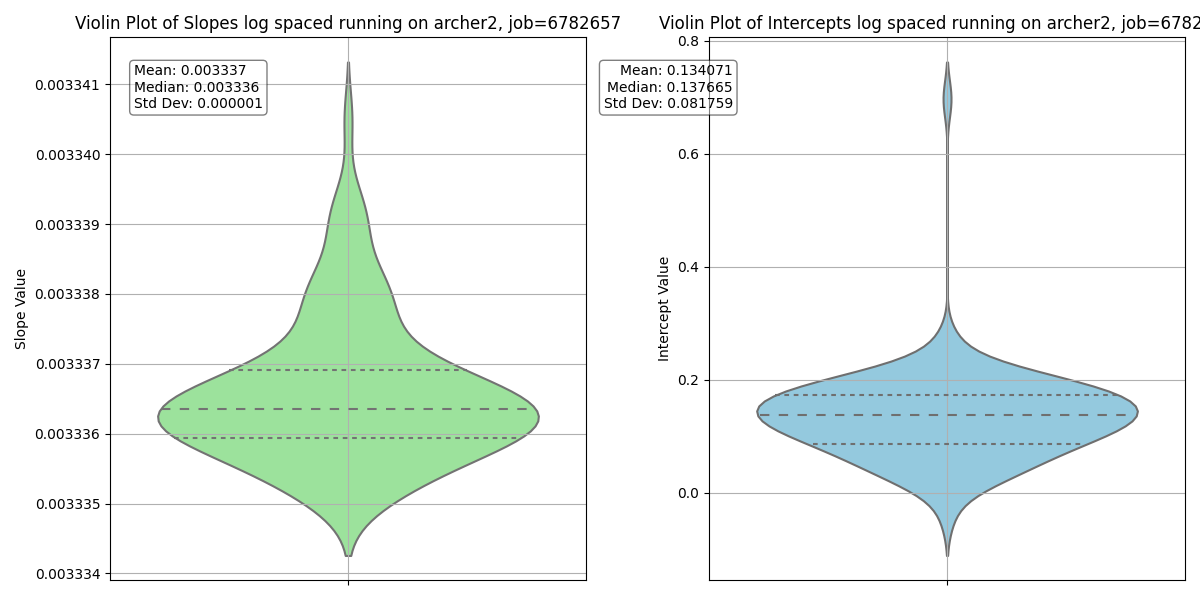 Violin Plot of Slopes log spaced running on archer2, job=6782657
Slope Value
0.003341
0.003340
0.003339
0.003338
0.003337
0.003336
0.003335
0.003334
Mean: 0.003337
Median: 0.003336
Std Dev: 0.000001
Violin Plot of Intercepts log spaced running on archer2, job=6782
Intercept Value
0.8
0.6
0.4
0.2
0.0
Mean: 0.134071
Median: 0.137665
Std Dev: 0.081759